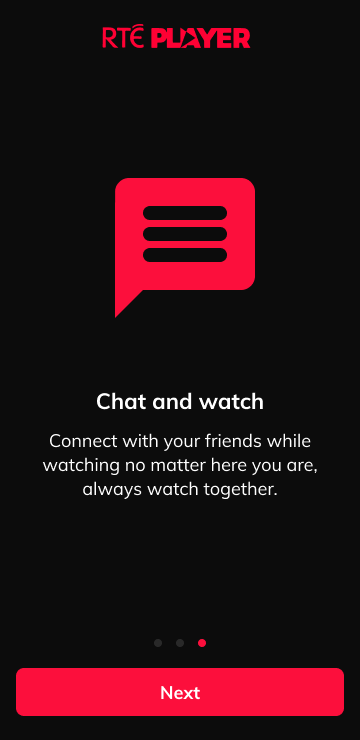 RTÉ PLAYER
Chat and watch
Connect with your friends while
watching no matter here you are,
always watch together.
Next